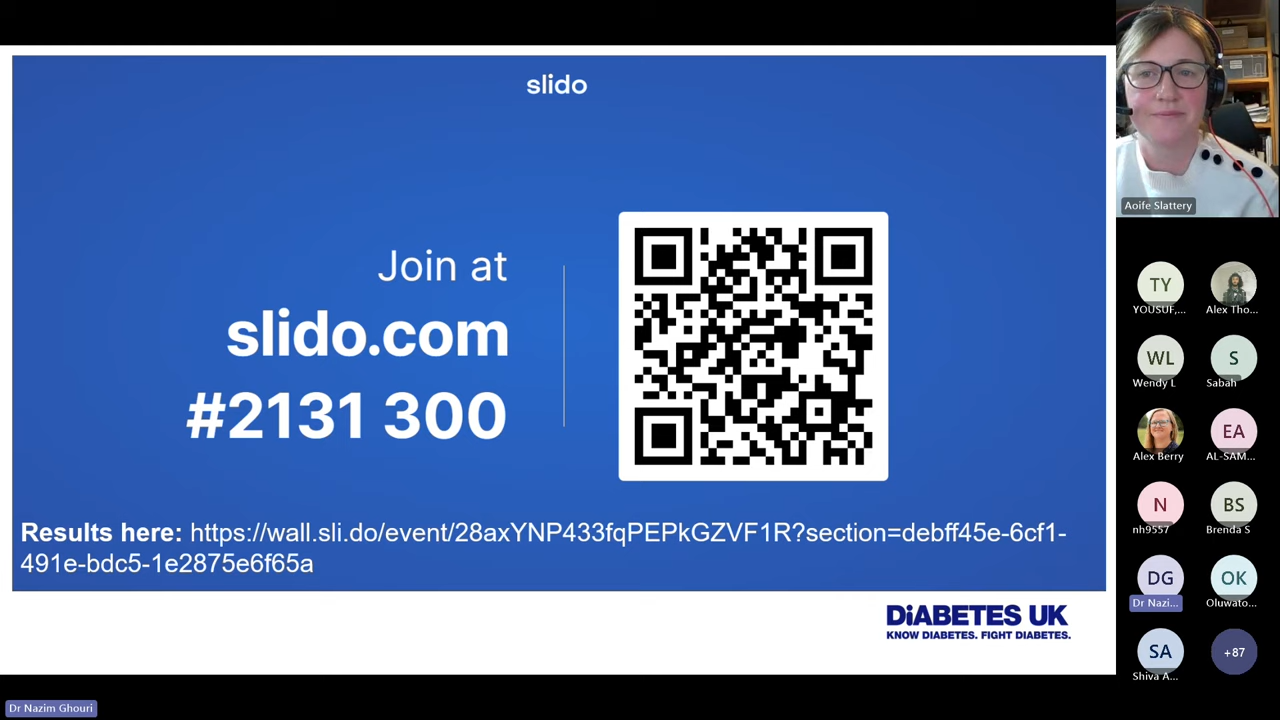 slido
Join at
slido.com
#2131 300
Results here: https://wall.sli.do/event/28axYNP433fqPEPkGZVF1R?section=debff45e-6cf1-
491e-bdc5-1e2875e6f65a
DiABETES UK
KNOW DIABETES. FIGHT DIABETES.
Dr Nazim Ghouri
Aoife Slattery
TY
YOUSUF,...
Alex Tho...
WL
Wendy L
S
Sabah
Alex Berry
EA
AL-SAM...
N
nh9557
BS
Brenda S
DG
Dr Nazi...
OK
Oluwato...
SA
Shiva A...
+87